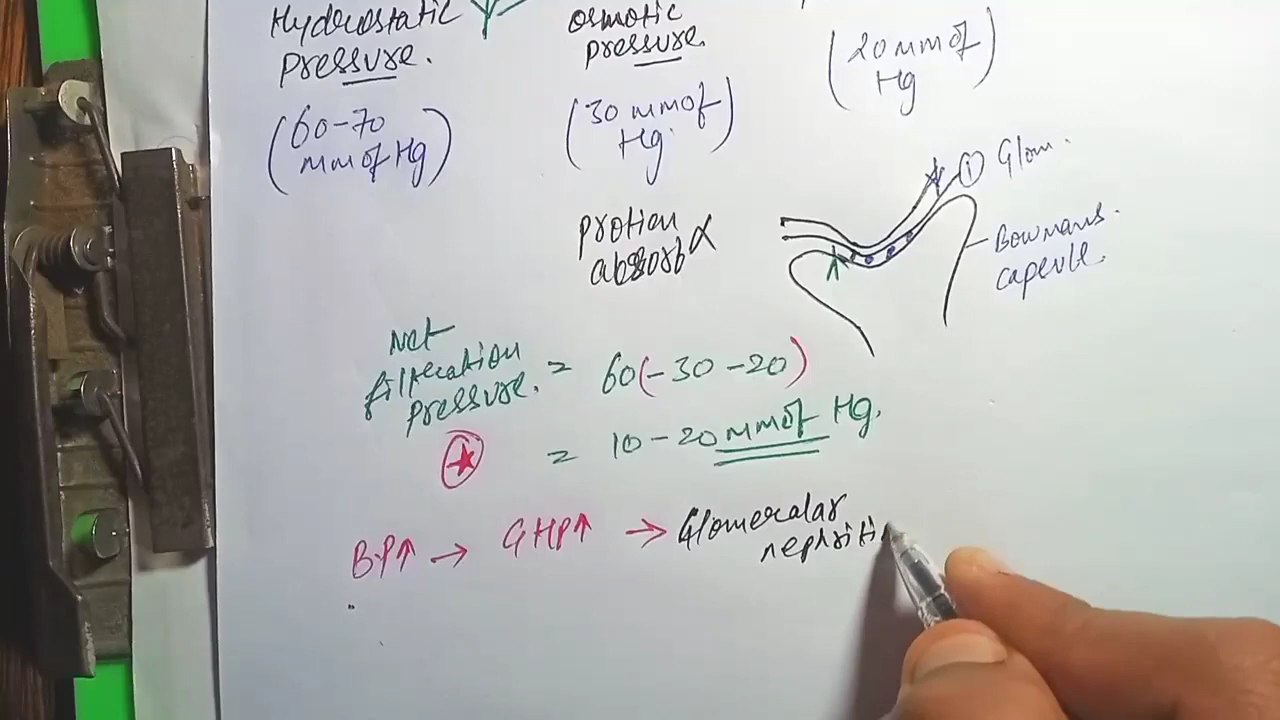 Hydrostatic
pressure.
(60-70
mm of Hg)
osmotic
pressure.
(30 mm of
Hg.)
(20 mm of
Hg)
protien
absorb
① Glom.
Bowmans.
capsule.
Net
filteration
pressure. = 60(-30-20)
= 10-20 mm of Hg.
B.P↑ → GHP↑ → Glomerular
nephriti